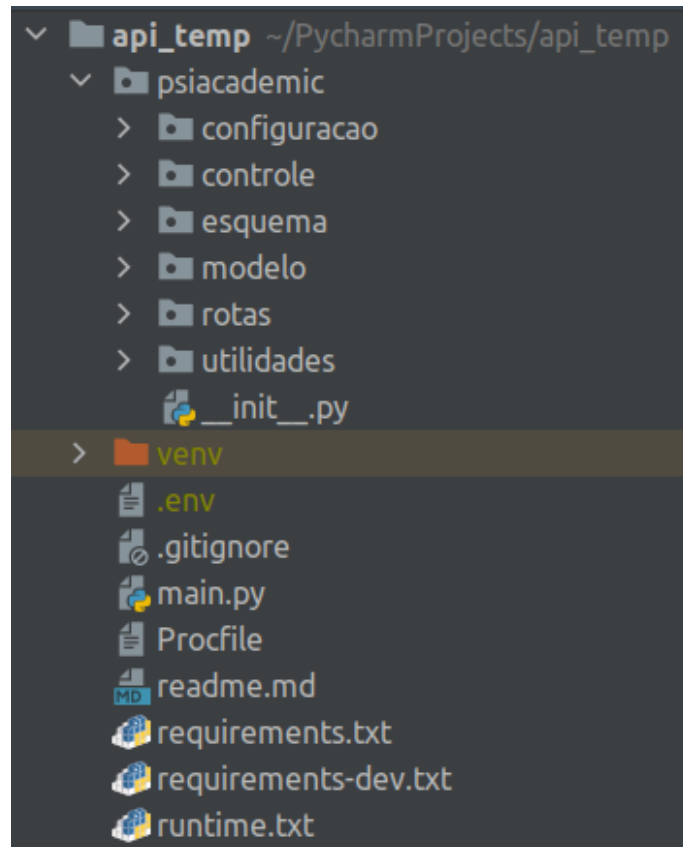 api_temp ~/PycharmProjects/api_temp
psiacademic
configuracao
controle
esquema
modelo
rotas
utilidades
__init__.py
venv
.env
.gitignore
main.py
Procfile
MD readme.md
requirements.txt
requirements-dev.txt
runtime.txt